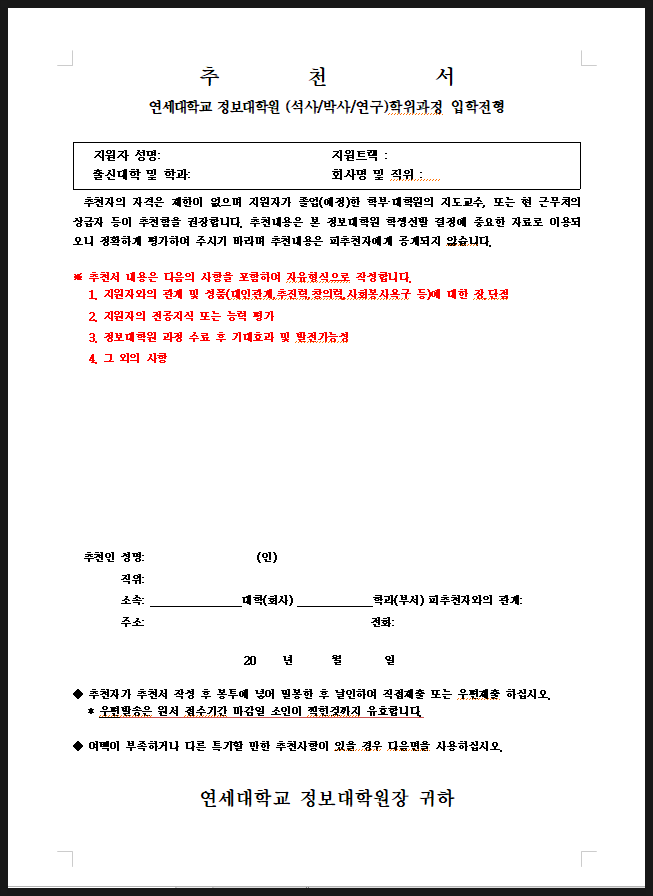 추 천 서
연세대학교 정보대학원 (석사/박사/연구)학위과정 입학전형
지원자 성명: 지원트랙 :
출신대학 및 학과: 회사명 및 직위 :
추천자의 자격은 제한이 없으며 지원자가 졸업(예정)한 학부·대학원의 지도교수, 또는 현 근무처의
상급자 등이 추천함을 권장합니다. 추천내용은 본 정보대학원 학생선발 결정에 중요한 자료로 이용되
오니 정확하게 평가하여 주시기 바라며 추천내용은 피추천자에게 공개되지 않습니다.
※ 추천서 내용은 다음의 사항을 포함하여 자유형식으로 작성합니다.
1. 지원자와의 관계 및 성품(대인관계,추진력,창의력,사회봉사욕구 등)에 대한 장.단점
2. 지원자의 전공지식 또는 능력 평가
3. 정보대학원 과정 수료 후 기대효과 및 발전가능성
4. 그 외의 사항
추천인 성명: (인)
직위:
소속: ______________대학(회사) ____________학과(부서) 피추천자와의 관계:
주소: 전화:
20 년 월 일
◆ 추천자가 추천서 작성 후 봉투에 넣어 밀봉한 후 날인하여 직접제출 또는 우편제출 하십시오.
* 우편발송은 원서 접수기간 마감일 소인이 찍힌것까지 유효합니다.
◆ 여백이 부족하거나 다른 특기할 만한 추천사항이 있을 경우 다음면을 사용하십시오.
연세대학교 정보대학원장 귀하